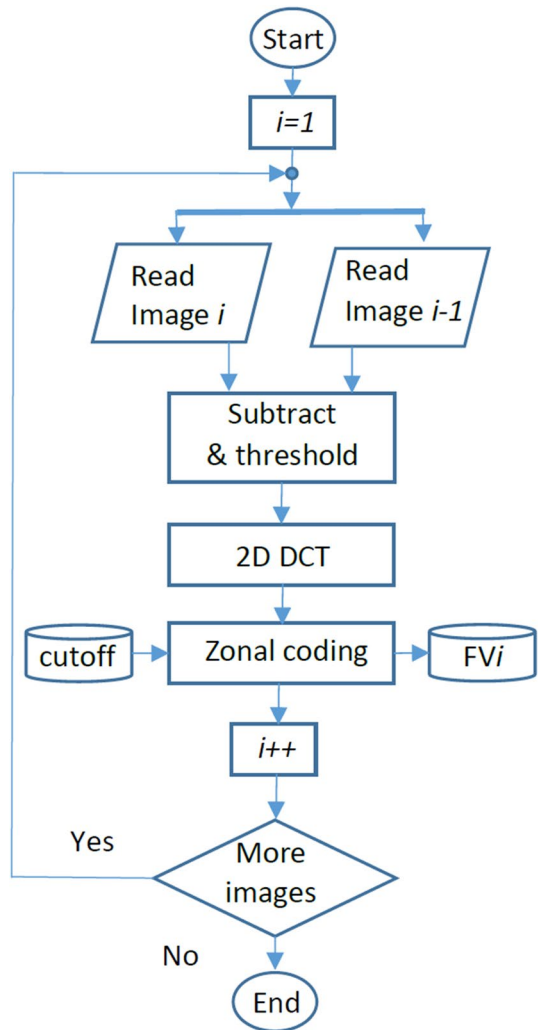 Start
i=1
Read
Image i
Read
Image i-1
Subtract
& threshold
2D DCT
cutoff
Zonal coding
FVi
i++
Yes
More
images
No
End